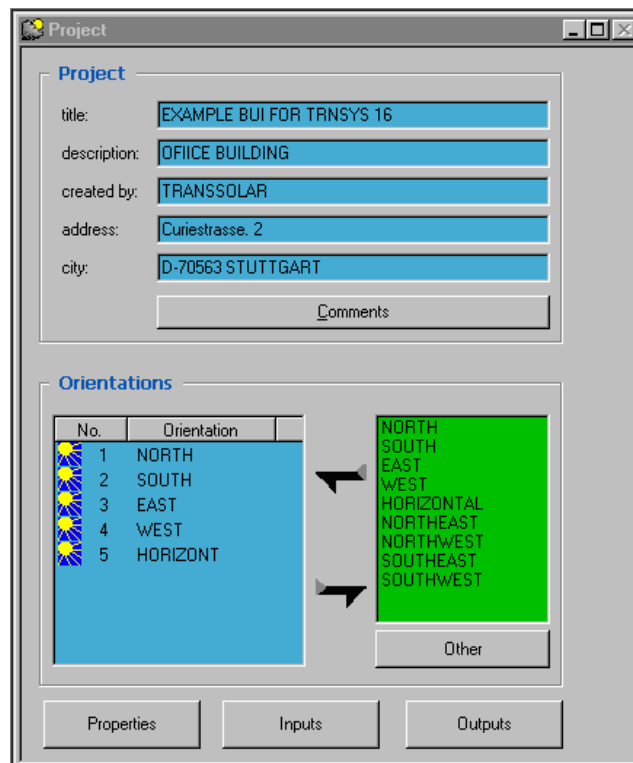 Project
Project
title: EXAMPLE BUI FOR TRNSYS 16
description: OFIICE BUILDING
created by: TRANSSOLAR
address: Curiestrasse. 2
city: D-70563 STUTTGART
Comments
Orientations
No. Orientation
1 NORTH
2 SOUTH
3 EAST
4 WEST
5 HORIZONT
NORTH
SOUTH
EAST
WEST
HORIZONTAL
NORTHEAST
NORTHWEST
SOUTHEAST
SOUTHWEST
Other
Properties Inputs Outputs